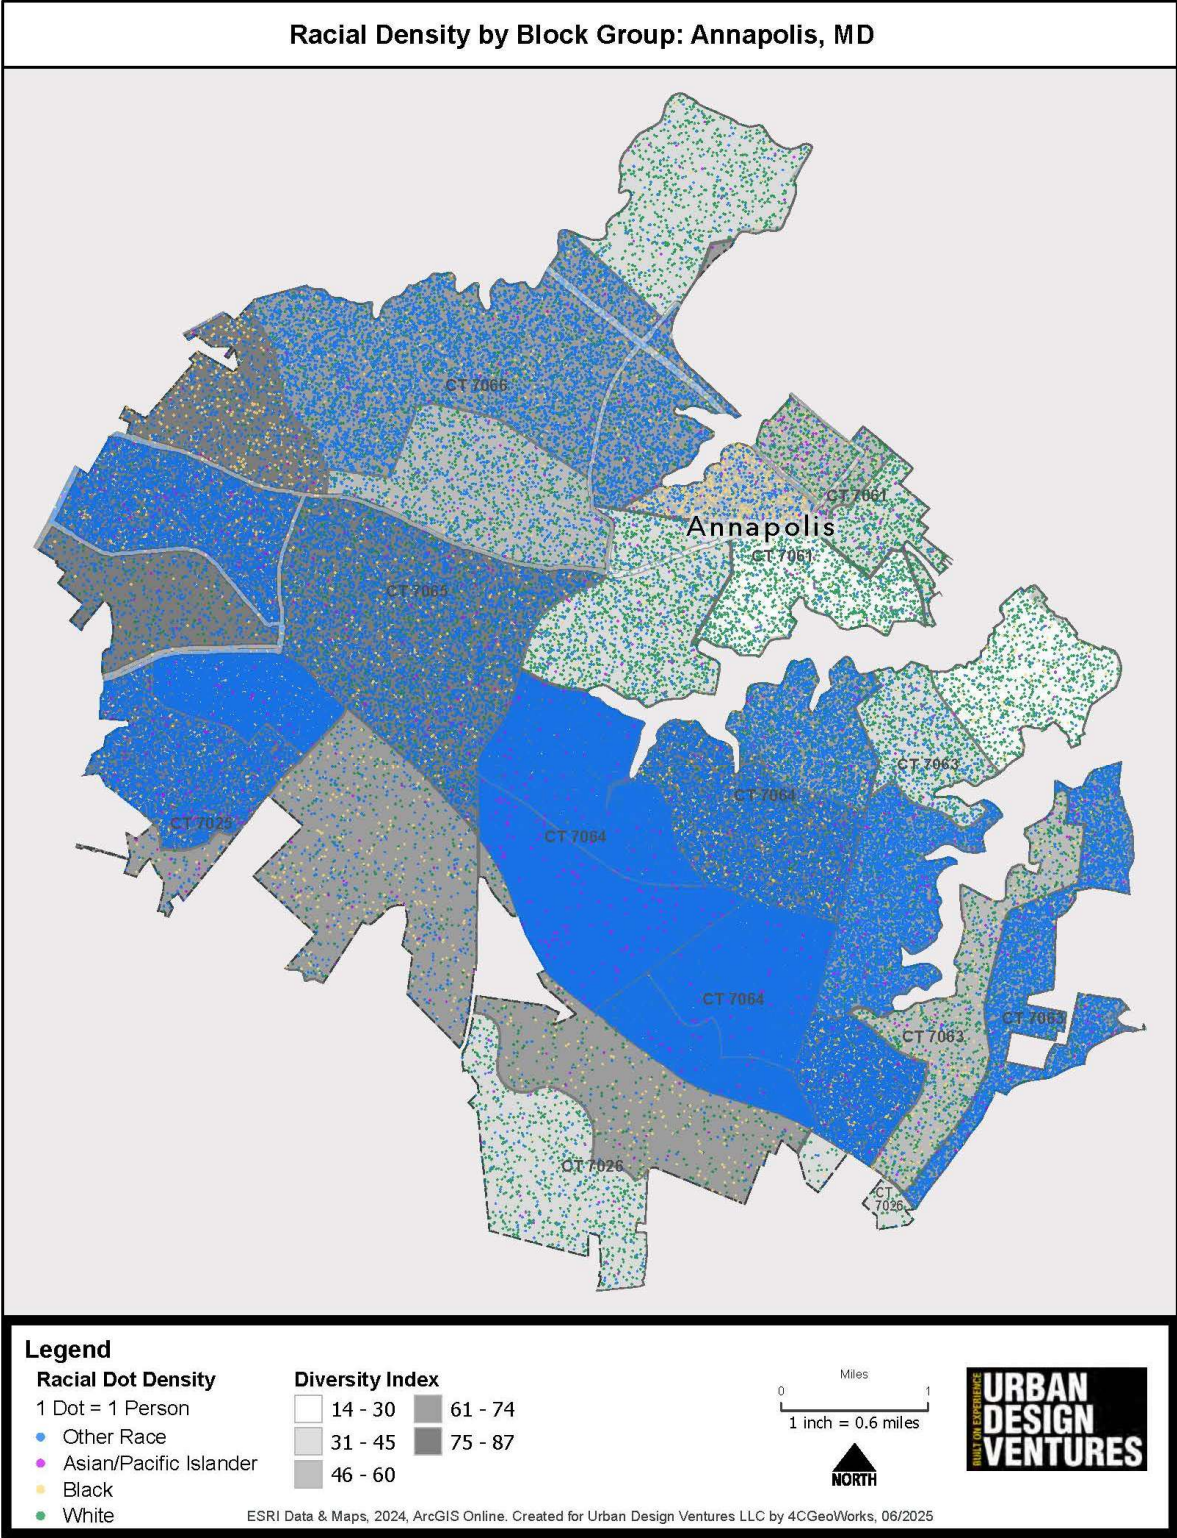 Racial Density by Block Group: Annapolis, MD
CT 7066
CT 7061
Annapolis
CT 7061
CT 7065
CT 7063
CT 7064
CT 7025
CT 7064
CT 7064
CT 7063
CT 7063
CT 7026
CT
7026
Legend
Racial Dot Density
1 Dot = 1 Person
Other Race
Asian/Pacific Islander
Black
White
Diversity Index
14 - 30
31 - 45
46 - 60
61 - 74
75 - 87
Miles
0 1
1 inch = 0.6 miles
NORTH
BUILT ON EXPERIENCE
URBAN
DESIGN
VENTURES
ESRI Data & Maps, 2024, ArcGIS Online. Created for Urban Design Ventures LLC by 4CGeoWorks, 06/2025